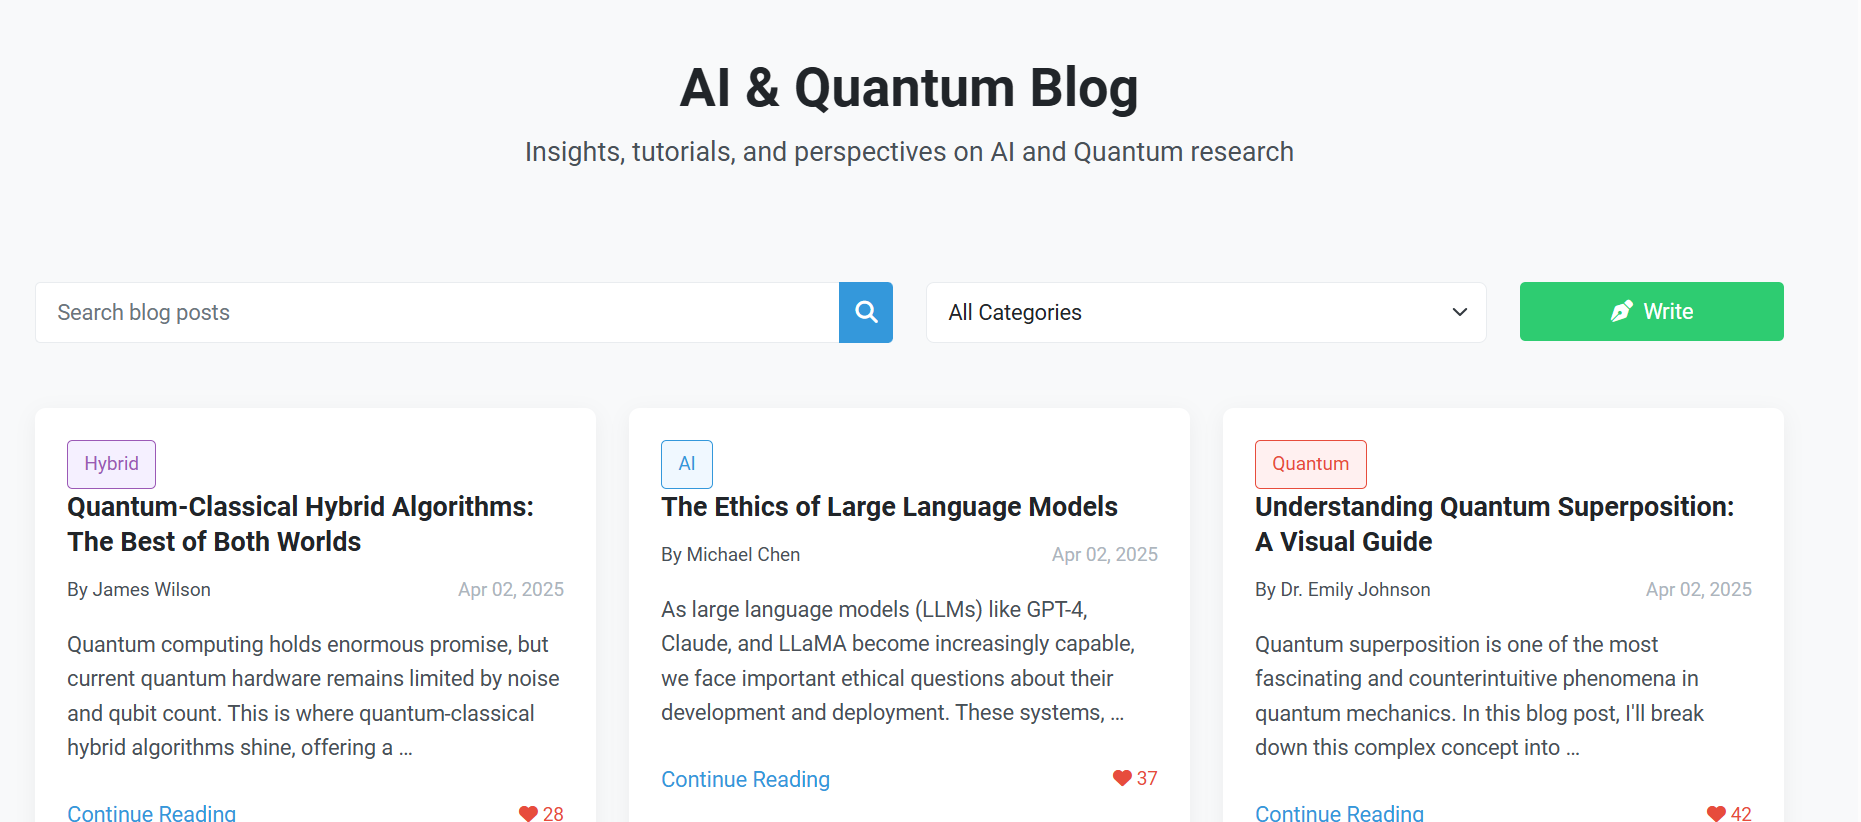 AI & Quantum Blog
Insights, tutorials, and perspectives on AI and Quantum research
Search blog posts
All Categories
Write
Hybrid
Quantum-Classical Hybrid Algorithms:
The Best of Both Worlds
By James Wilson
Apr 02, 2025
Quantum computing holds enormous promise, but
current quantum hardware remains limited by noise
and qubit count. This is where quantum-classical
hybrid algorithms shine, offering a ...
Continue Reading
28
AI
The Ethics of Large Language Models
By Michael Chen
Apr 02, 2025
As large language models (LLMs) like GPT-4,
Claude, and LLaMA become increasingly capable,
we face important ethical questions about their
development and deployment. These systems, ...
Continue Reading
37
Quantum
Understanding Quantum Superposition:
A Visual Guide
By Dr. Emily Johnson
Apr 02, 2025
Quantum superposition is one of the most
fascinating and counterintuitive phenomena in
quantum mechanics. In this blog post, I'll break
down this complex concept into ...
Continue Reading
42